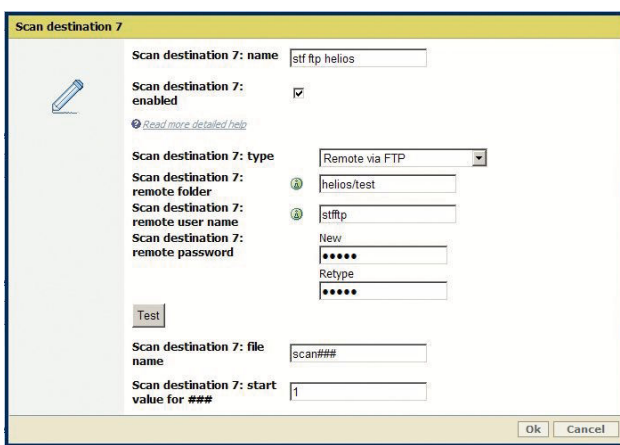 Scan destination 7
Scan destination 7: name
stf ftp helios
Scan destination 7:
enabled
Read more detailed help
Scan destination 7: type
Remote via FTP
Scan destination 7:
remote folder
helios/test
Scan destination 7:
remote user name
stfftp
Scan destination 7:
remote password
New
●●●●●
Retype
●●●●●
Test
Scan destination 7: file
name
scan###
Scan destination 7: start
value for ###
1
Ok
Cancel